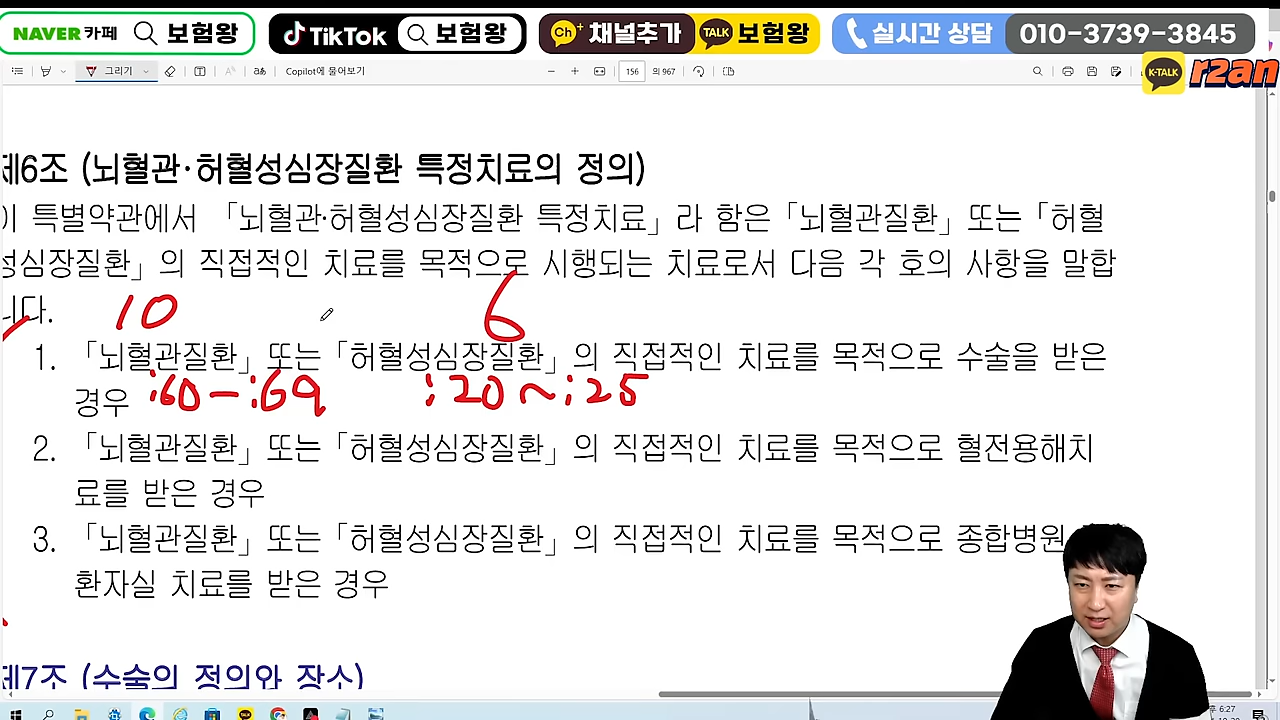 NAVER 카페 보험왕 TikTok 보험왕 Ch+ 채널추가 TALK 보험왕 실시간 상담 010-3739-3845
그리기 aあ Copilot에 묻기보기 156 의 967
K-TALK r2an
제6조 (뇌혈관·허혈성심장질환 특정치료의 정의)
이 특별약관에서 「뇌혈관·허혈성심장질환 특정치료」라 함은 「뇌혈관질환」 또는 「허혈
성심장질환」의 직접적인 치료를 목적으로 시행되는 치료로서 다음 각 호의 사항을 말합
니다.
10 6
1. 「뇌혈관질환」 또는 「허혈성심장질환」의 직접적인 치료를 목적으로 수술을 받은
경우
:60-:69 :20~:25
2. 「뇌혈관질환」 또는 「허혈성심장질환」의 직접적인 치료를 목적으로 혈전용해치
료를 받은 경우
3. 「뇌혈관질환」 또는 「허혈성심장질환」의 직접적인 치료를 목적으로 종합병원
환자실 치료를 받은 경우
제7조 (수술의 정의와 장소)
6:27